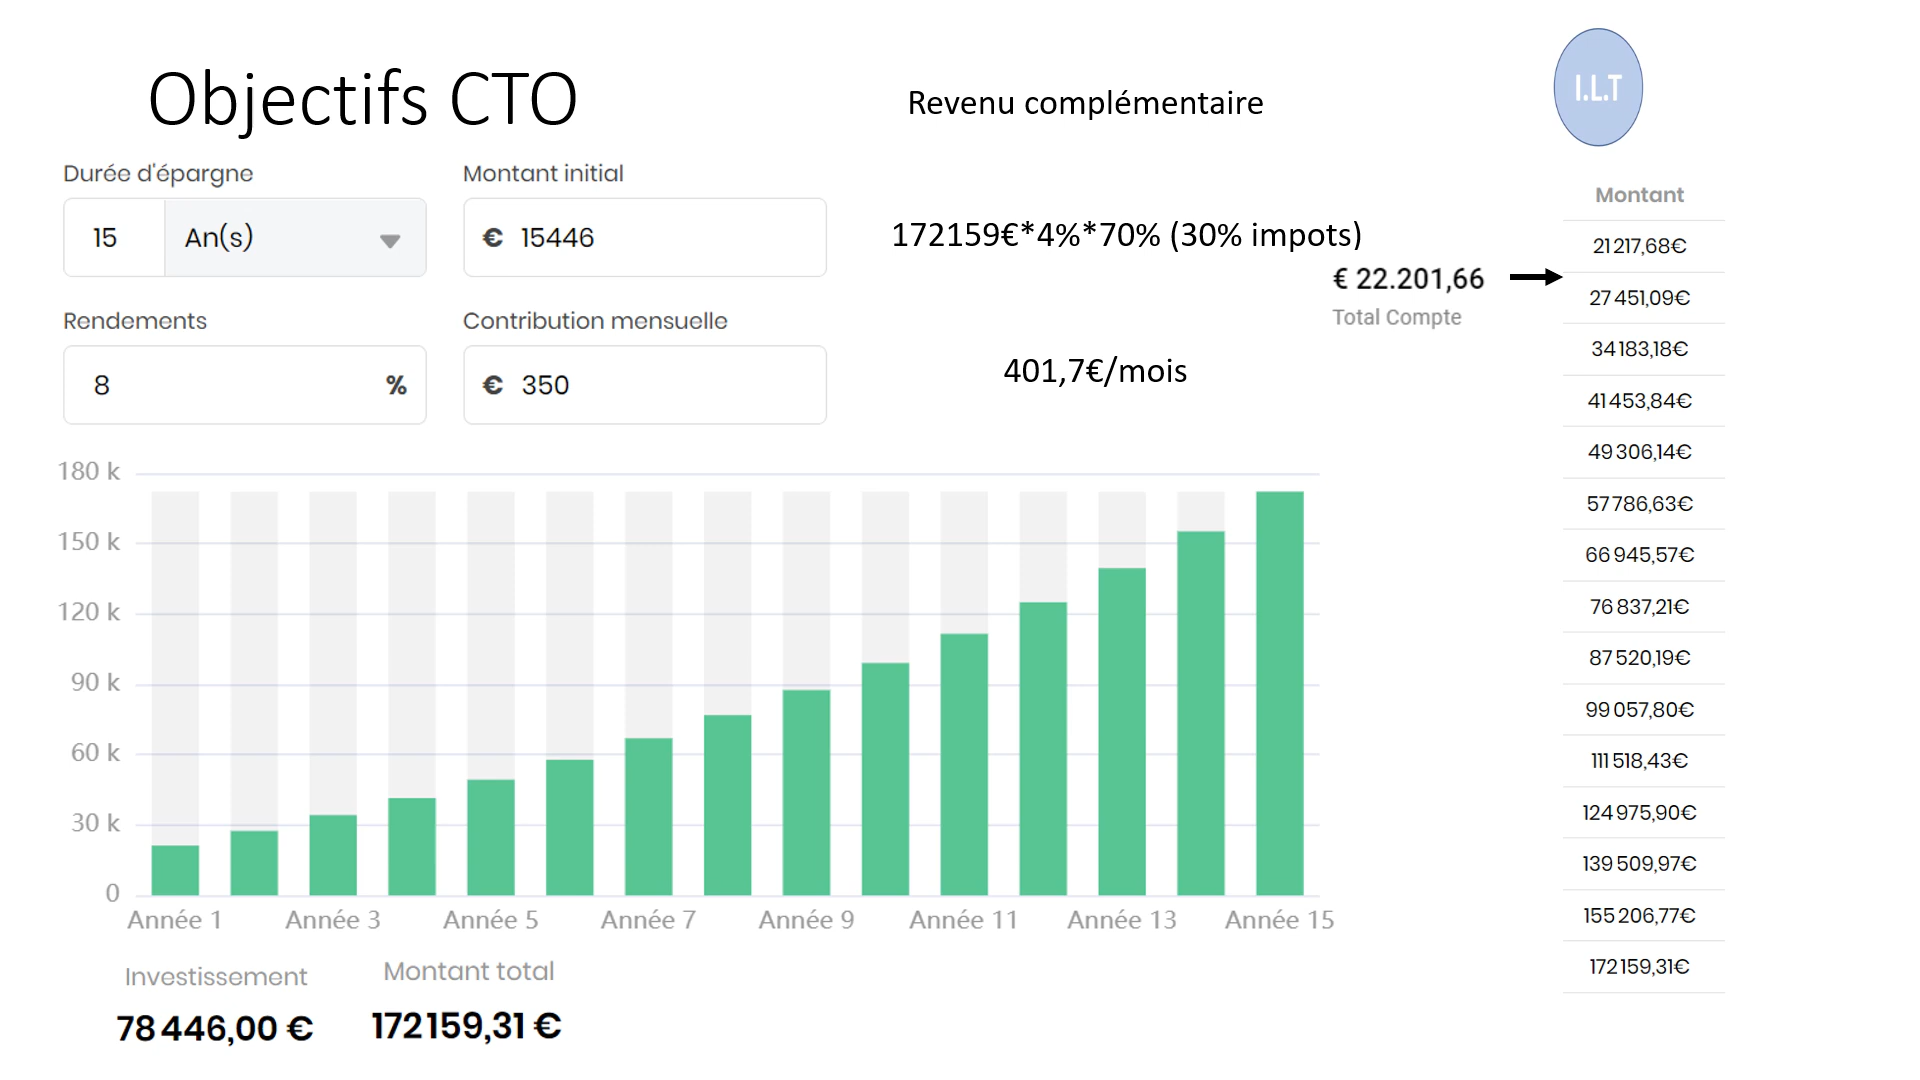 Objectifs CTO
Revenu complémentaire
I.L.T
Durée d'épargne
15
An(s)
Montant initial
€ 15446
Rendements
8 %
Contribution mensuelle
€ 350
172159€*4%*70% (30% impots)
€ 22.201,66
Total Compte
401,7€/mois
Montant
21 217,68€
27 451,09€
34 183,18€
41 453,84€
49 306,14€
57 786,63€
66 945,57€
76 837,21€
87 520,19€
99 057,80€
111 518,43€
124 975,90€
139 509,97€
155 206,77€
172 159,31€
180 k
150 k
120 k
90 k
60 k
30 k
0
Année 1
Année 3
Année 5
Année 7
Année 9
Année 11
Année 13
Année 15
Investissement
78 446,00 €
Montant total
172 159,31 €